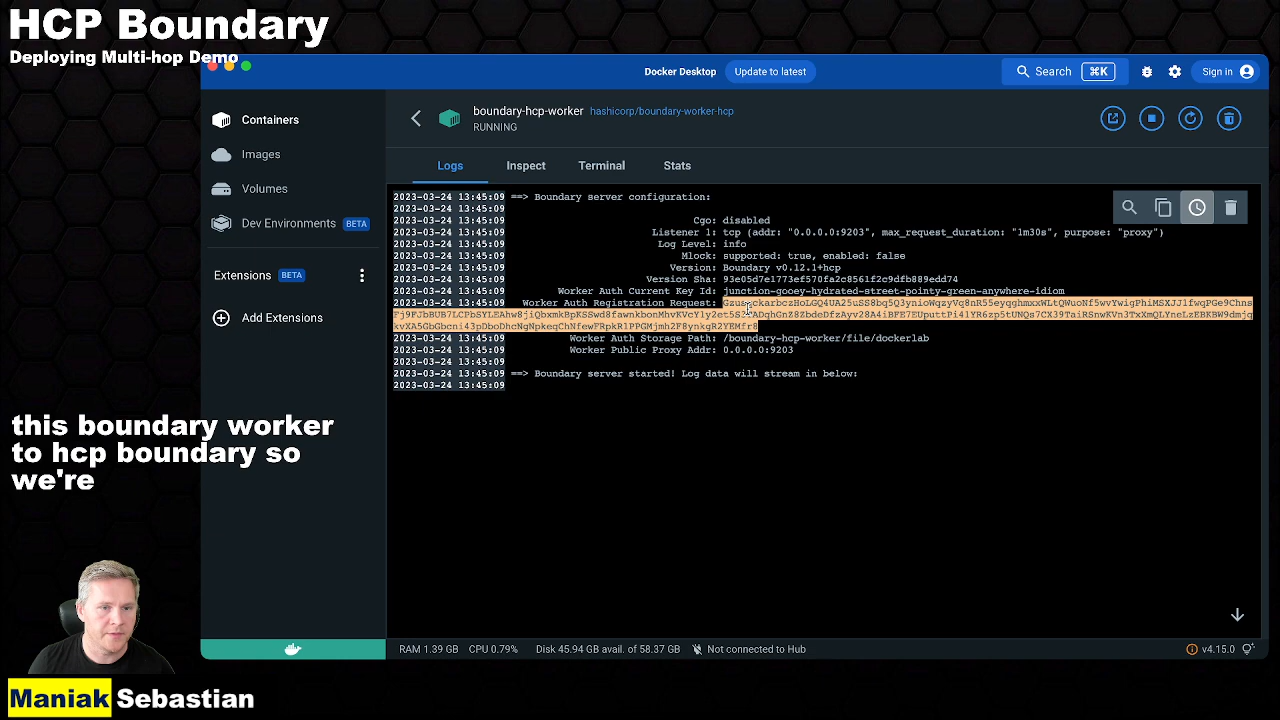 HCP Boundary
Deploying Multi-hop Demo
Docker Desktop
Update to latest
Search
⌘K
Sign in
Containers
Images
Volumes
Dev Environments
BETA
Extensions
BETA
Add Extensions
boundary-hcp-worker hashicorp/boundary-worker-hcp
RUNNING
Logs
Inspect
Terminal
Stats
2023-03-24 13:45:09 ==> Boundary server configuration:
2023-03-24 13:45:09
2023-03-24 13:45:09 Cgo: disabled
2023-03-24 13:45:09 Listener 1: tcp (addr: "0.0.0.0:9203", max_request_duration: "1m30s", purpose: "proxy")
2023-03-24 13:45:09 Log Level: info
2023-03-24 13:45:09 Mlock: supported: true, enabled: false
2023-03-24 13:45:09 Version: Boundary v0.12.1+hcp
2023-03-24 13:45:09 Version Sha: 93e05d7e1773ef570fa2c8561f2c9dfb889edd74
2023-03-24 13:45:09 Worker Auth Current Key Id: junction-gooey-hydrated-street-pointy-green-anywhere-idiom
2023-03-24 13:45:09 Worker Auth Registration Request:
2023-03-24 13:45:09 Worker Auth Storage Path: /boundary-hcp-worker/file/dockerlab
2023-03-24 13:45:09 Worker Public Proxy Addr: 0.0.0.0:9203
2023-03-24 13:45:09
2023-03-24 13:45:09 ==> Boundary server started! Log data will stream in below:
2023-03-24 13:45:09
this boundary worker
to hcp boundary so
we're
RAM 1.39 GB CPU 0.79% Disk 45.94 GB avail. of 58.37 GB Not connected to Hub
v4.15.0
Maniak Sebastian